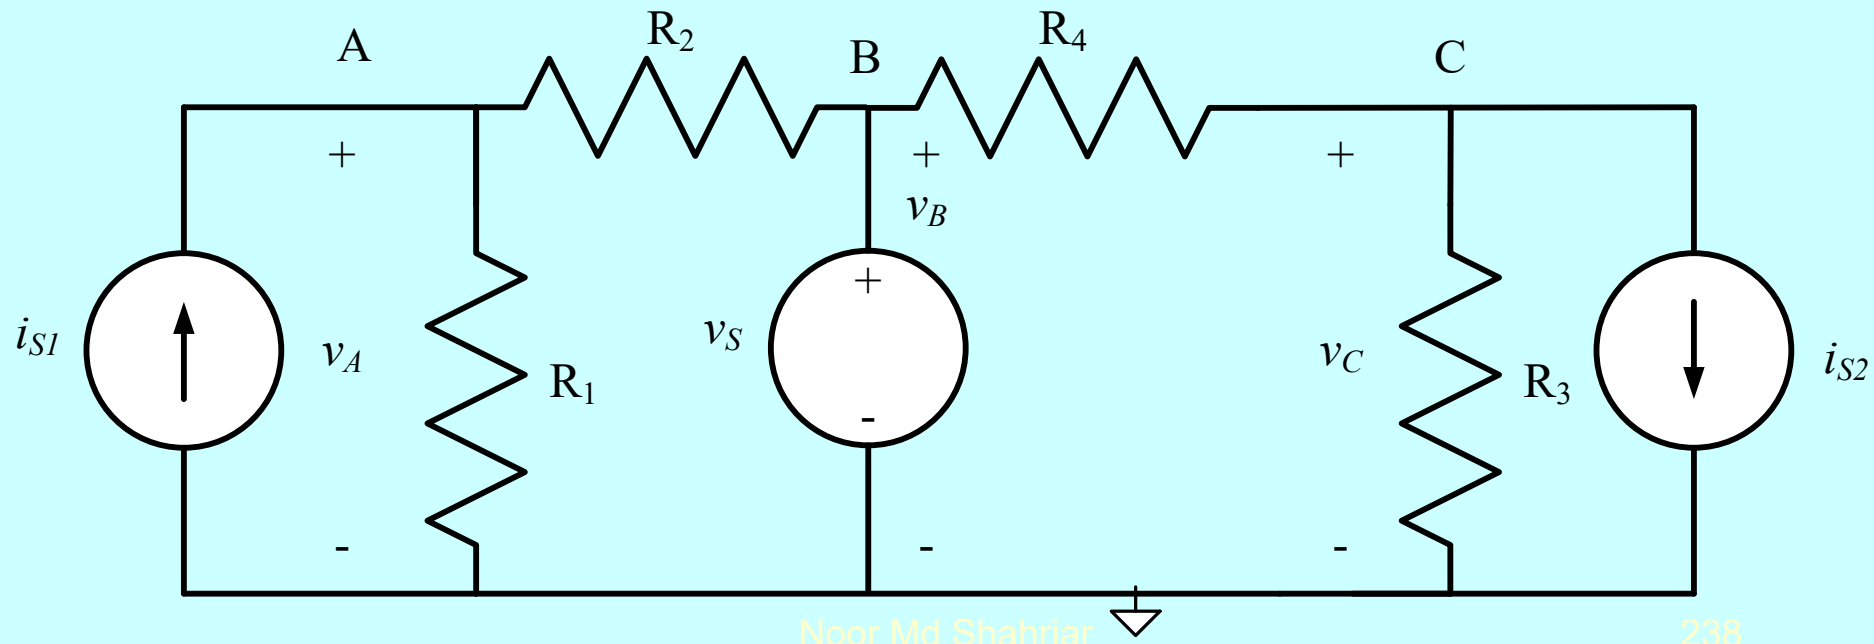 A
R2
B
R4
C
+
+
+
vB
+
iS1
vA
R1
vS
vC
R3
iS2
-
-
-
-
Noor Md Shahriar
238